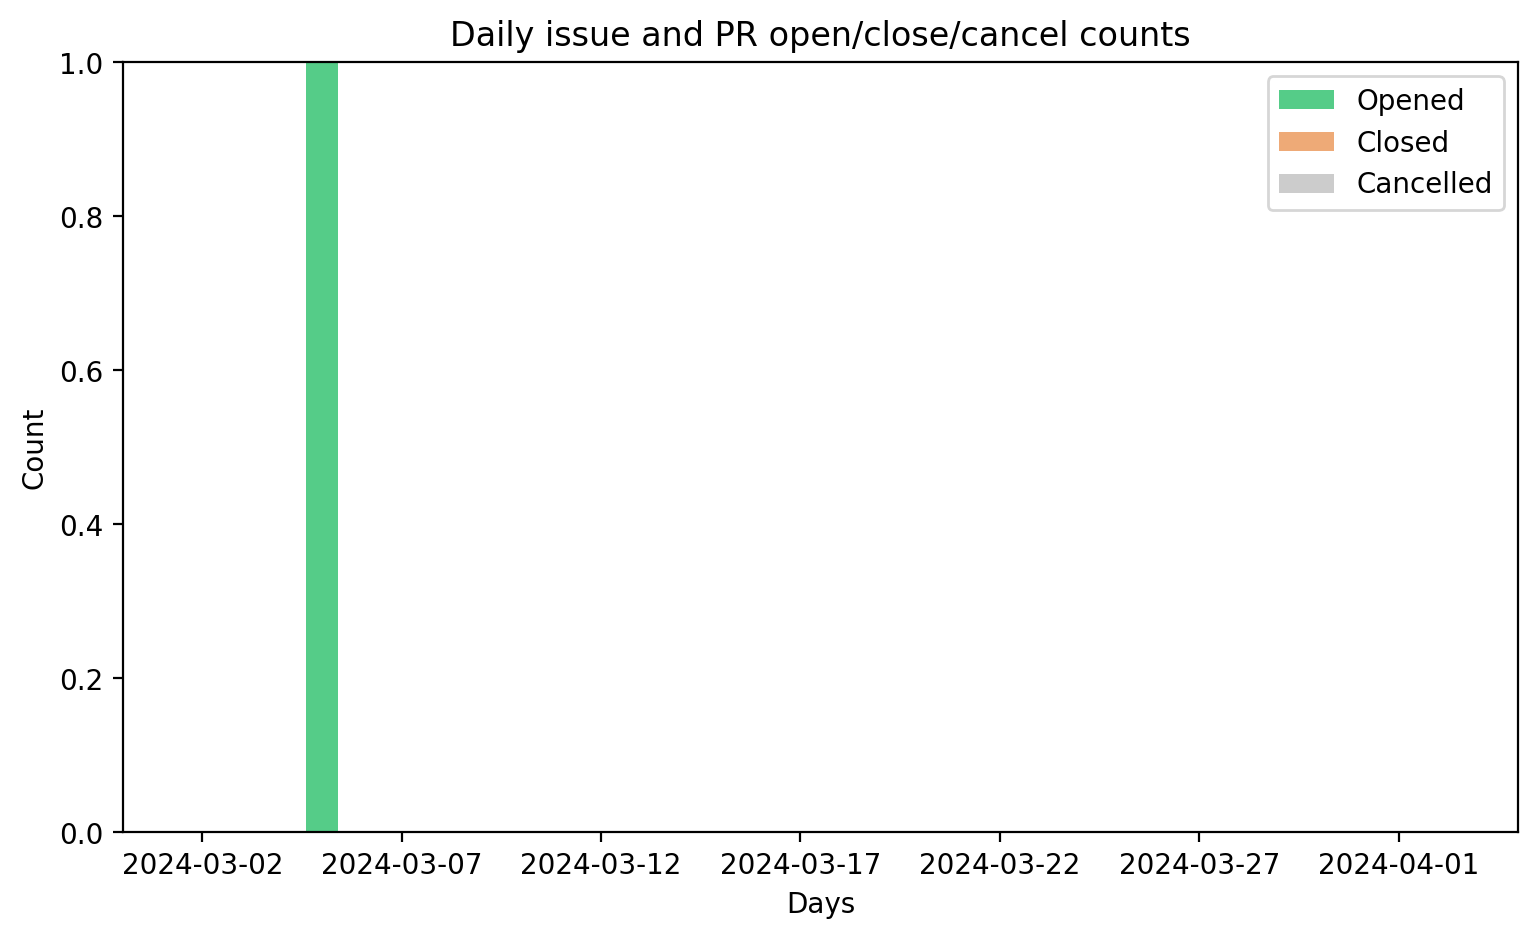 Daily issue and PR open/close/cancel counts
1.0
0.8
0.6
0.4
0.2
0.0
Count
Opened
Closed
Cancelled
2024-03-02 2024-03-07 2024-03-12 2024-03-17 2024-03-22 2024-03-27 2024-04-01
Days